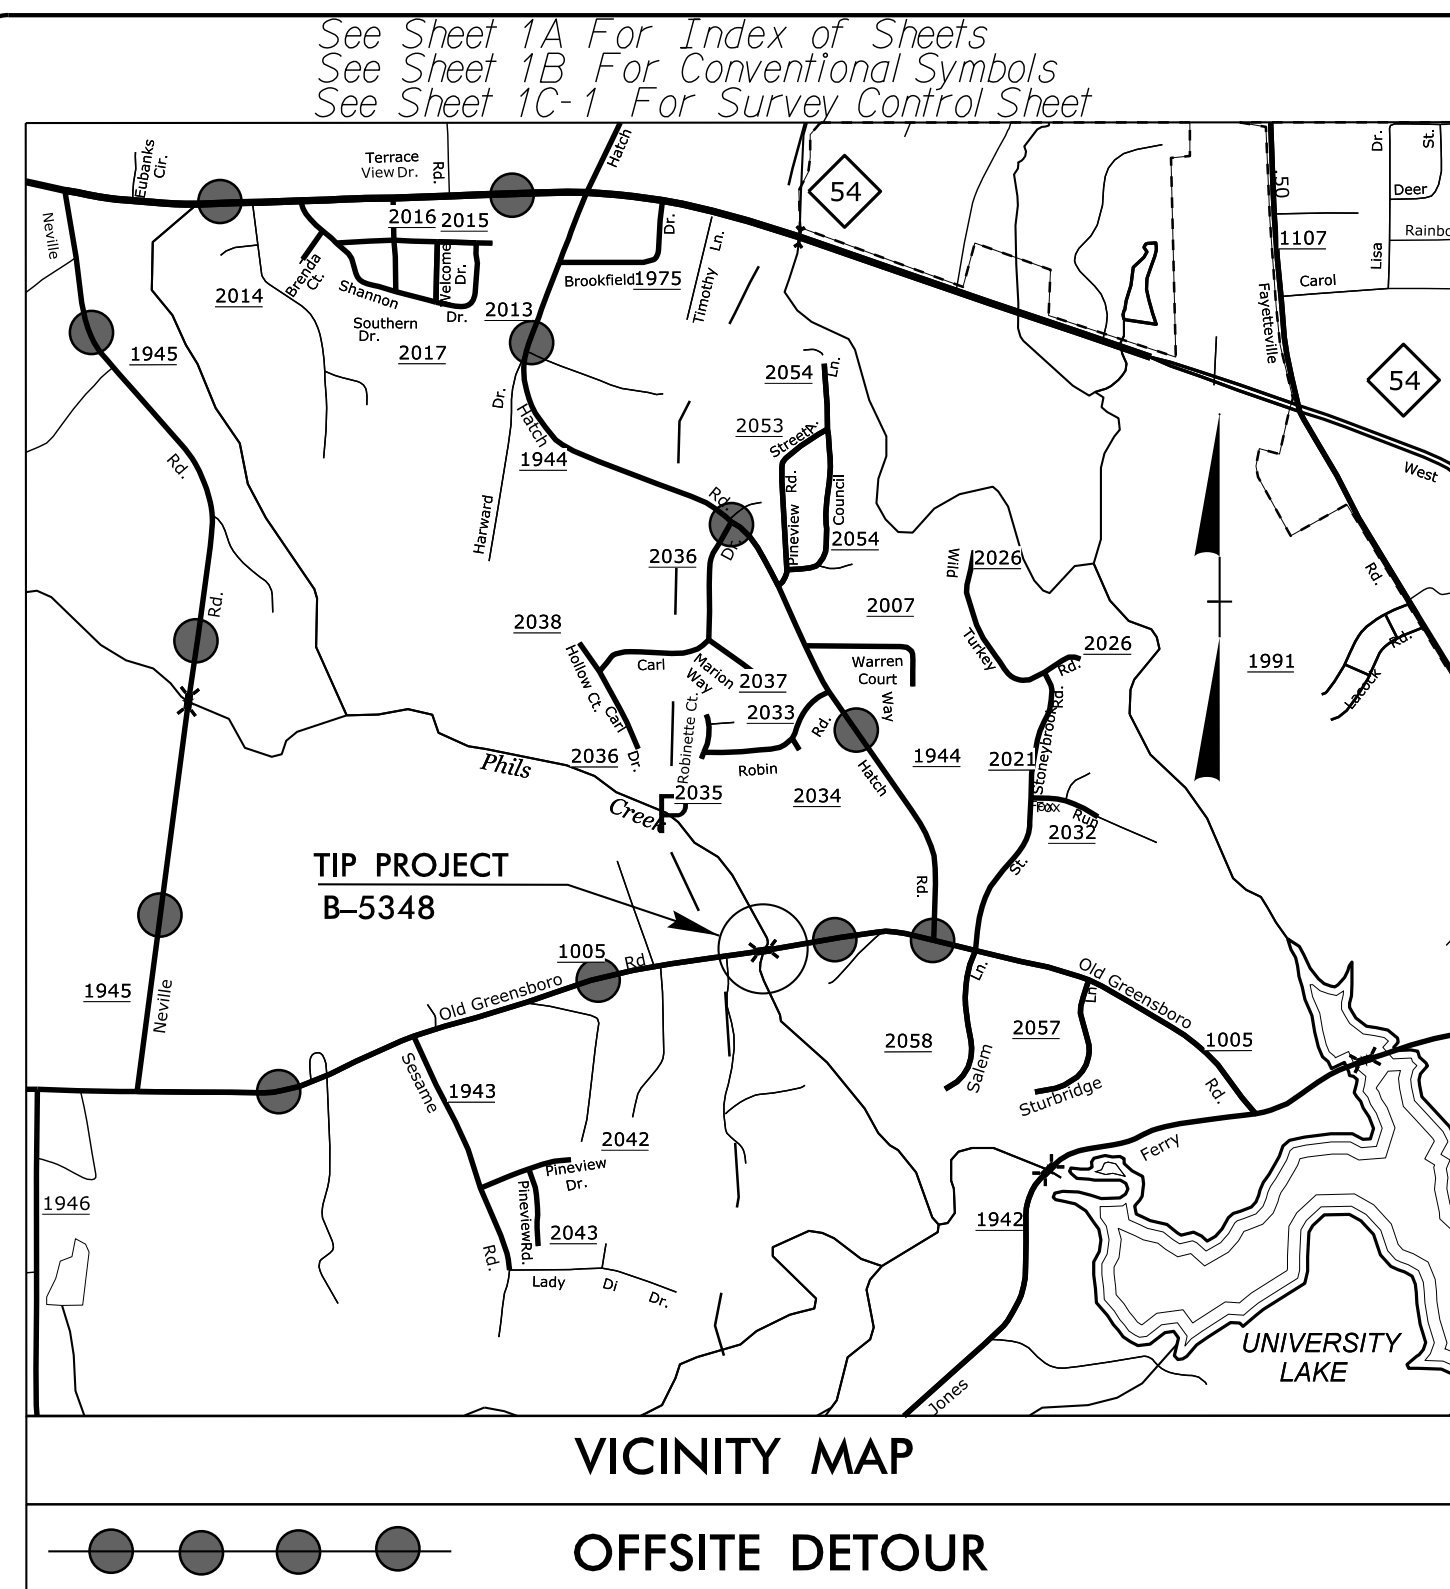 See Sheet 1A For Index of Sheets
See Sheet 1B For Conventional Symbols
See Sheet 1C-1 For Survey Control Sheet
Eubanks
Cir.
Terrace
View Dr.
Rd.
Hatch
54
50
Dr.
St.
Deer
Neville
2016
2015
Dr.
Ln.
1107
Lisa
Rainbo
Brenda
Ct.
Shannon
Welcome
Dr.
Brookfield
1975
Timothy
Carol
2014
Dr.
2013
Southern
Dr.
2017
Fayetteville
1945
Dr.
Hatch
2054
Ln.
54
2053
Street A.
Rd.
1944
West
Rd.
Pineview
Rd.
Council
Harward
2036
Dr.
2054
Wild
2026
Rd.
Rd.
2007
2038
Hollow Ct.
Carl
Marion
Way
Warren
Court
Turkey
2026
Rd.
1991
Rd.
Lacock
2037
Carl
Robinette Ct.
2033
Rd.
Way
Stoneybrook
Rd.
2036
Dr.
Phils
Creek
Robin
Hatch
1944
2021
2035
2034
Foxx
Run
2032
TIP PROJECT
B–5348
St.
Rd.
1005
Rd
Old Greensboro
Ln.
Old Greensboro
1945
Neville
Ln.
2058
2057
1005
Salem
Sturbridge
Rd.
Sesame
1943
2042
Ferry
Pineview
Dr.
1946
Pineview
Rd.
2043
1942
Rd.
Lady
Di
Dr.
UNIVERSITY
LAKE
Jones
VICINITY MAP
OFFSITE DETOUR